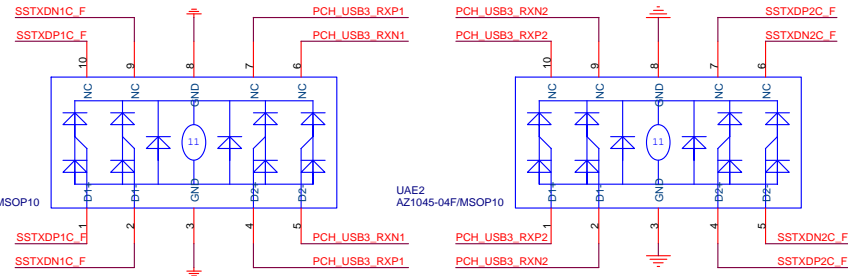 SSTXDN1C_F PCH_USB3_RXP1 PCH_USB3_RXN2 SSTXDP2C_F
SSTXDP1C_F PCH_USB3_RXN1 PCH_USB3_RXP2 SSTXDN2C_F
10 9 8 7 6 10 9 8 7 6
NC NC GND NC NC NC NC GND NC NC
11 11
D1+ D1- GND D2+ D2- D1+ D1- GND D2+ D2-
UAE2
MSOP10 AZ1045-04F/MSOP10
1 2 3 4 5 1 2 3 4 5
SSTXDP1C_F PCH_USB3_RXN1 PCH_USB3_RXP2 SSTXDN2C_F
SSTXDN1C_F PCH_USB3_RXP1 PCH_USB3_RXN2 SSTXDP2C_F